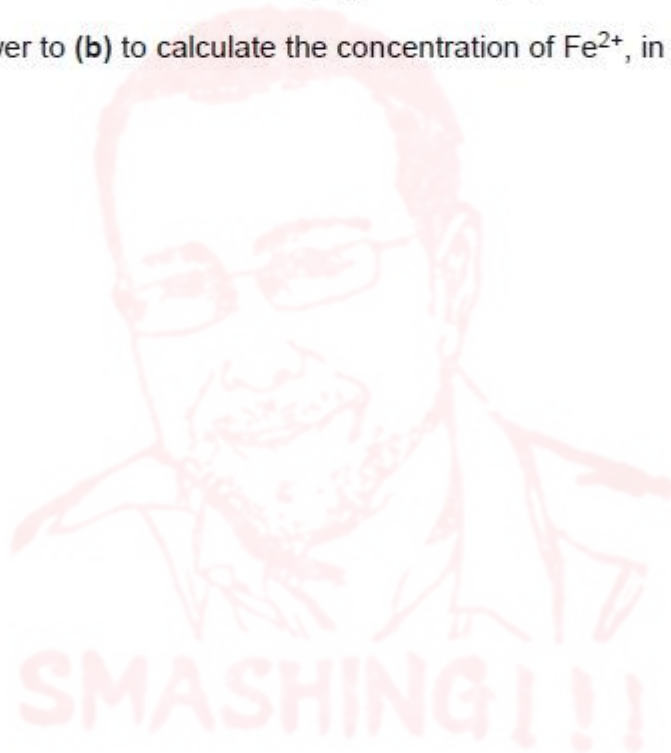 er to (b) to calculate the concentration of Fe²⁺, in
SMASHING!!!